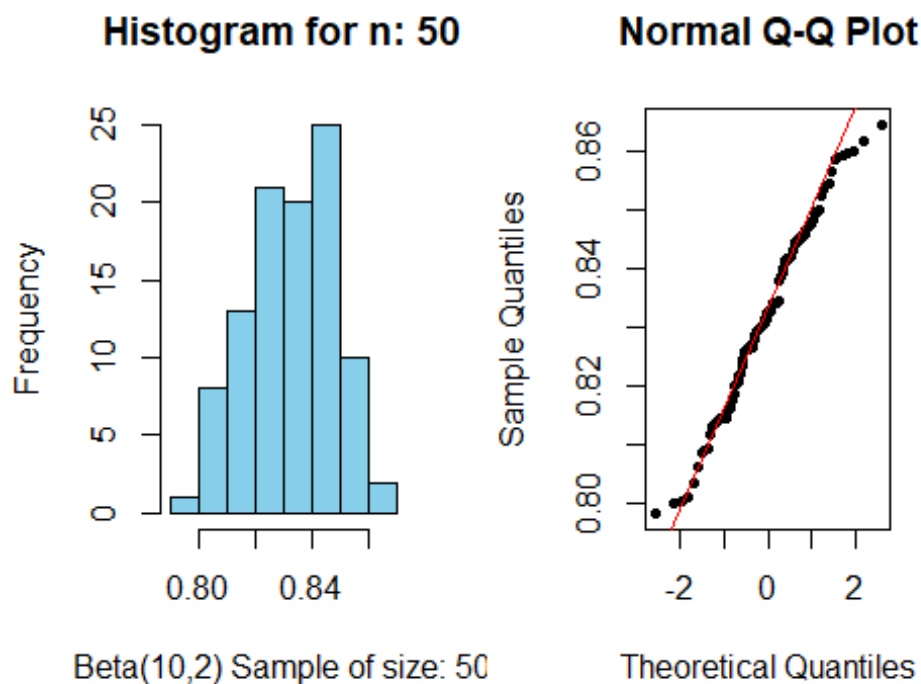 Histogram for n: 50
Frequency
0
5
10
15
20
25
0.80
0.84
Beta(10,2) Sample of size: 50
Normal Q-Q Plot
Sample Quantiles
0.80
0.82
0.84
0.86
-2
0
2
Theoretical Quantiles